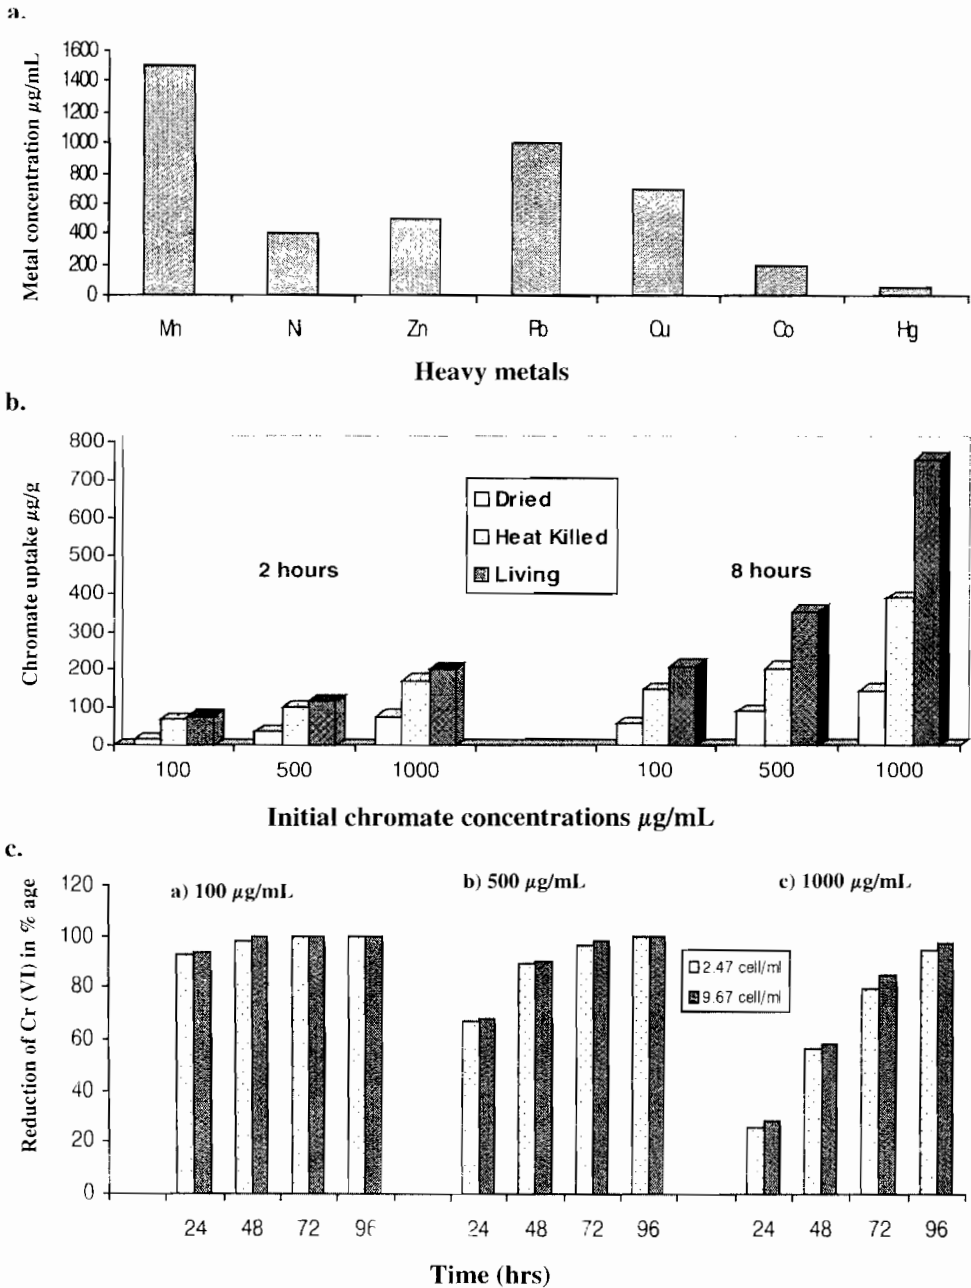 a.
Metal concentration µg/mL
1600
1400
1200
1000
800
600
400
200
0
Mn Ni Zn Pb Cu Co Hg
Heavy metals
b.
Chromate uptake µg/g
800
700
600
500
400
300
200
100
0
2 hours
Dried
Heat Killed
Living
8 hours
100 500 1000 100 500 1000
Initial chromate concentrations µg/mL
c.
Reduction of Cr (VI) in % age
120
100
80
60
40
20
0
a) 100 µg/mL
b) 500 µg/mL
c) 1000 µg/mL
2.47 cell/ml
9.67 cell/ml
24 48 72 96 24 48 72 96 24 48 72 96
Time (hrs)